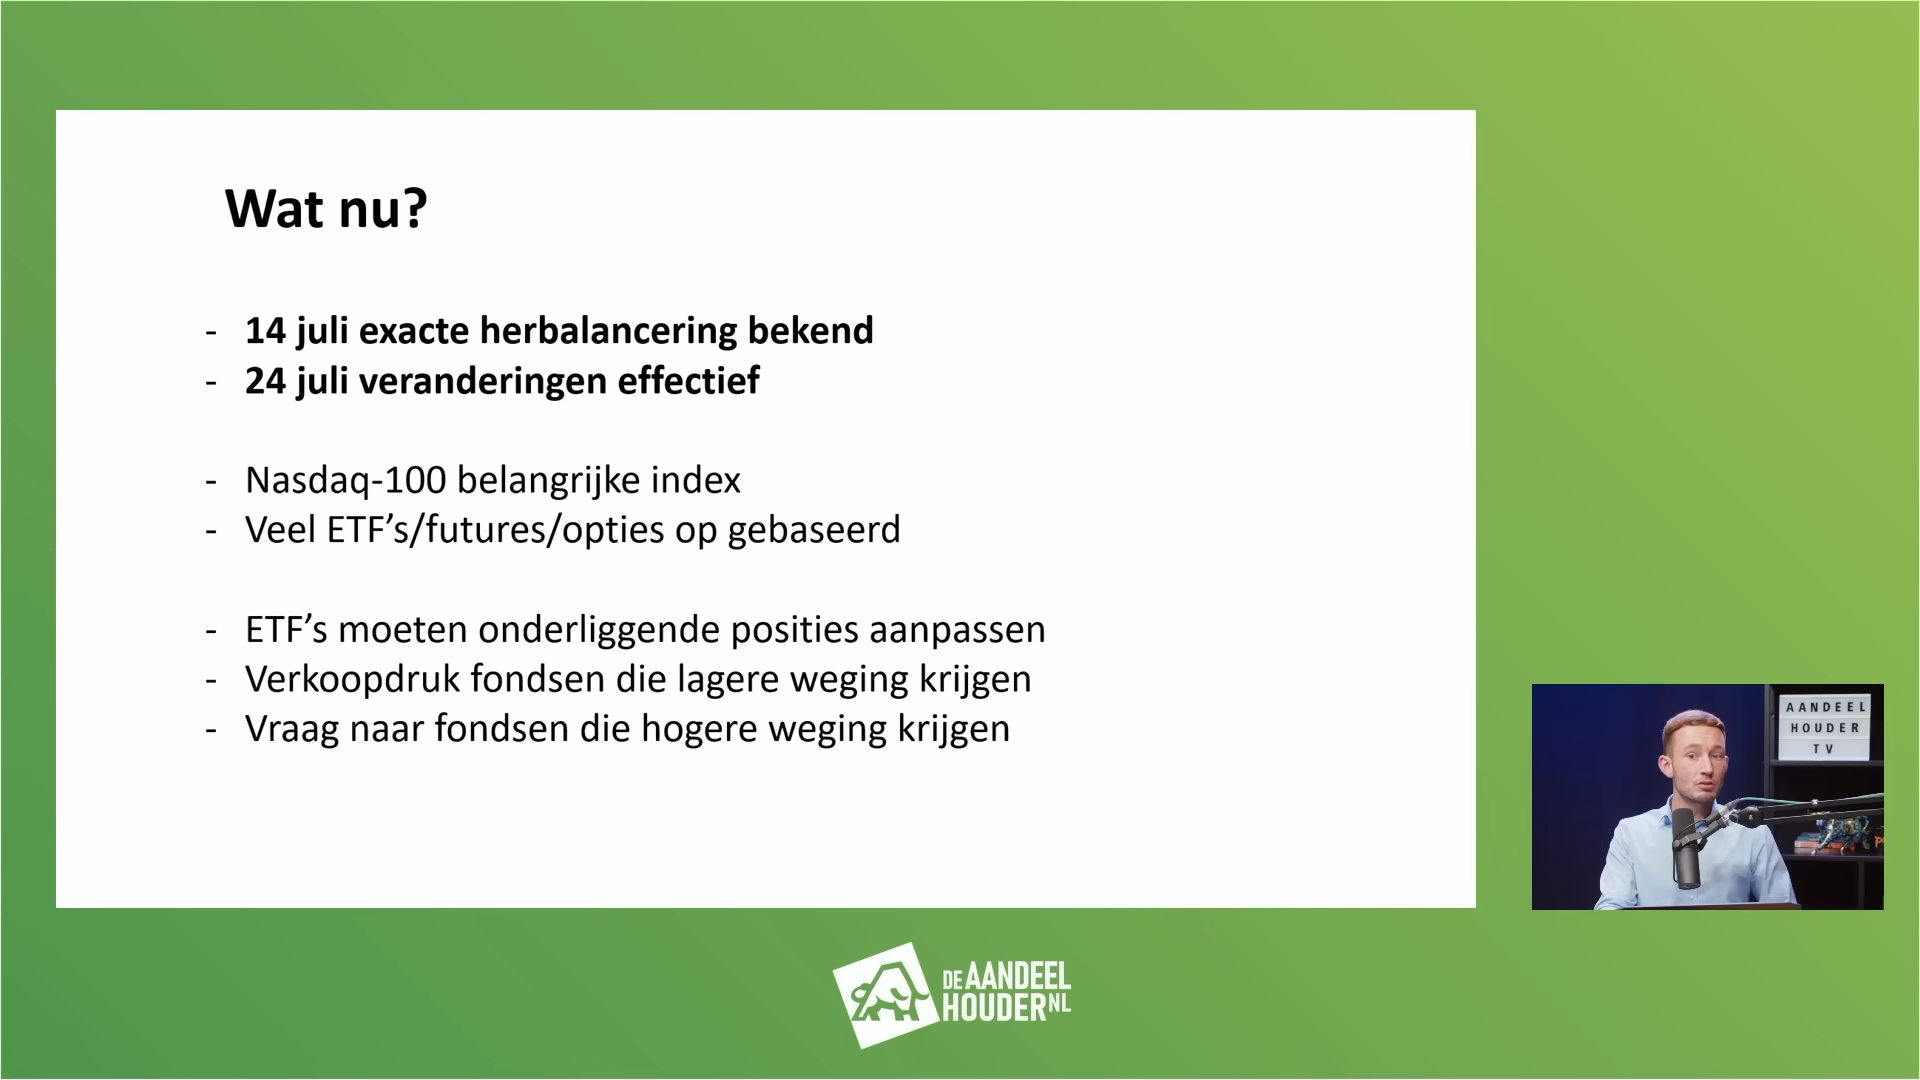 Wat nu?
- 14 juli exacte herbalancering bekend
- 24 juli veranderingen effectief
- Nasdaq-100 belangrijke index
- Veel ETF’s/futures/opties op gebaseerd
- ETF’s moeten onderliggende posities aanpassen
- Verkoopdruk fondsen die lagere weging krijgen
- Vraag naar fondsen die hogere weging krijgen
AANDEEL
HOUDER
TV
DE AANDEEL
HOUDER NL